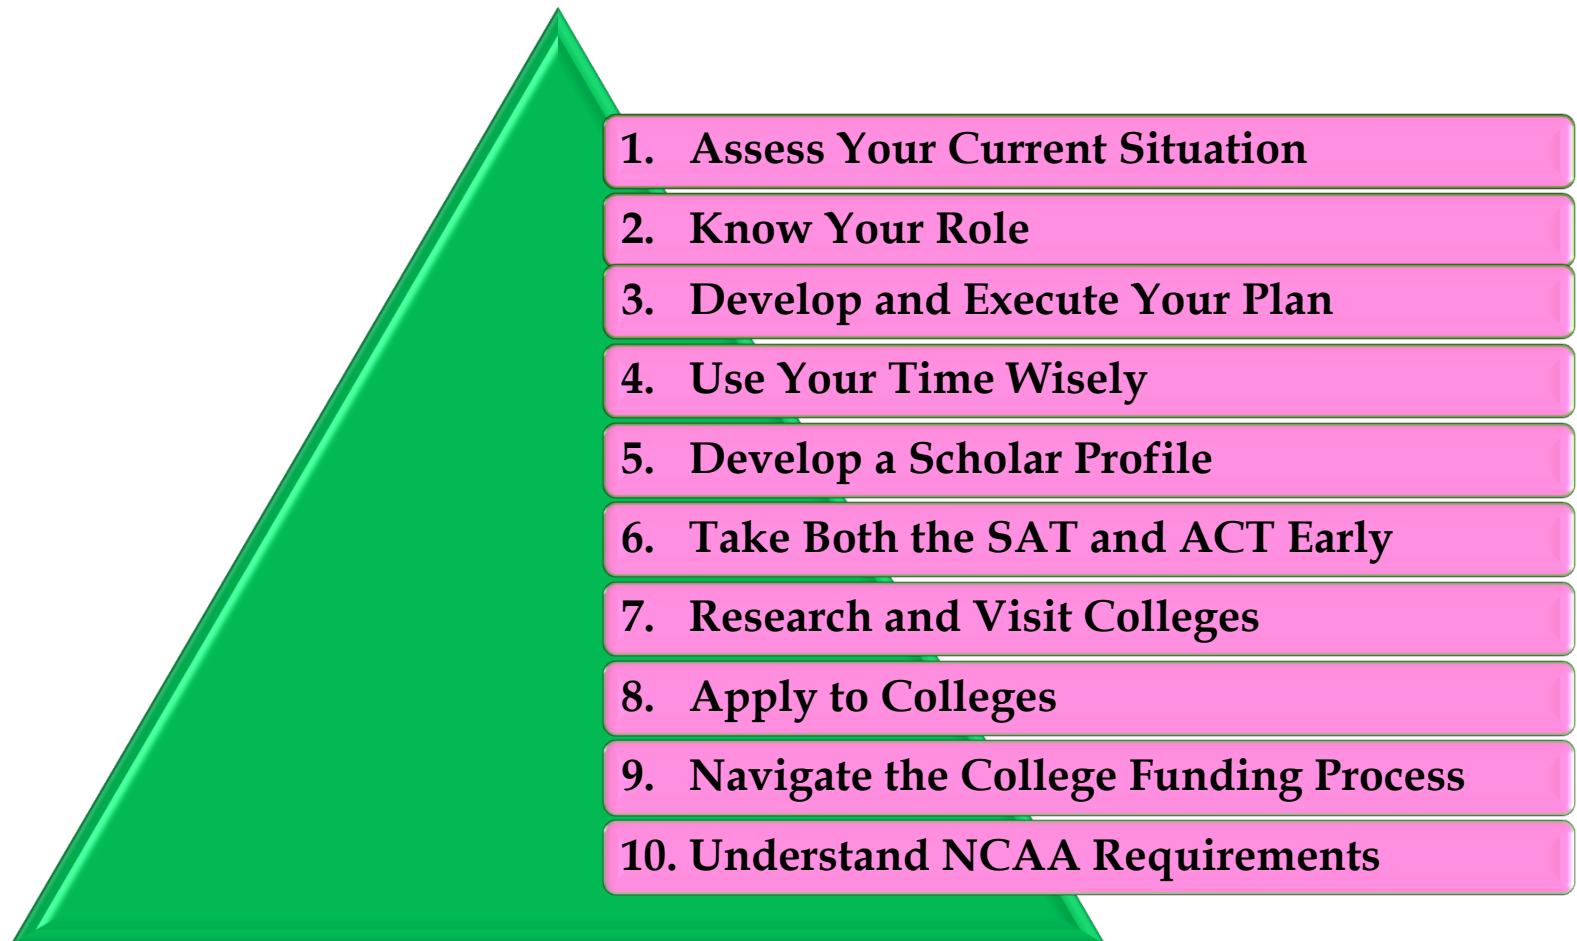 1. Assess Your Current Situation
2. Know Your Role
3. Develop and Execute Your Plan
4. Use Your Time Wisely
5. Develop a Scholar Profile
6. Take Both the SAT and ACT Early
7. Research and Visit Colleges
8. Apply to Colleges
9. Navigate the College Funding Process
10. Understand NCAA Requirements